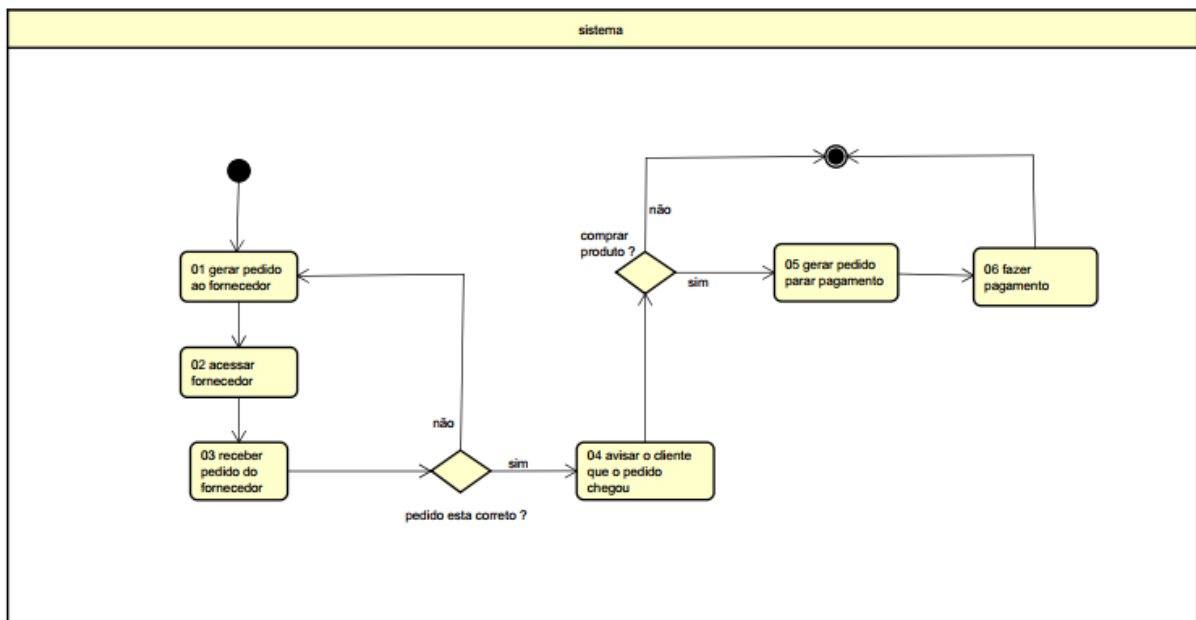 sistema
01 gerar pedido
ao fornecedor
02 acessar
fornecedor
03 receber
pedido do
fornecedor
não
sim
pedido esta correto ?
04 avisar o cliente
que o pedido
chegou
comprar
produto ?
não
sim
05 gerar pedido
parar pagamento
06 fazer
pagamento